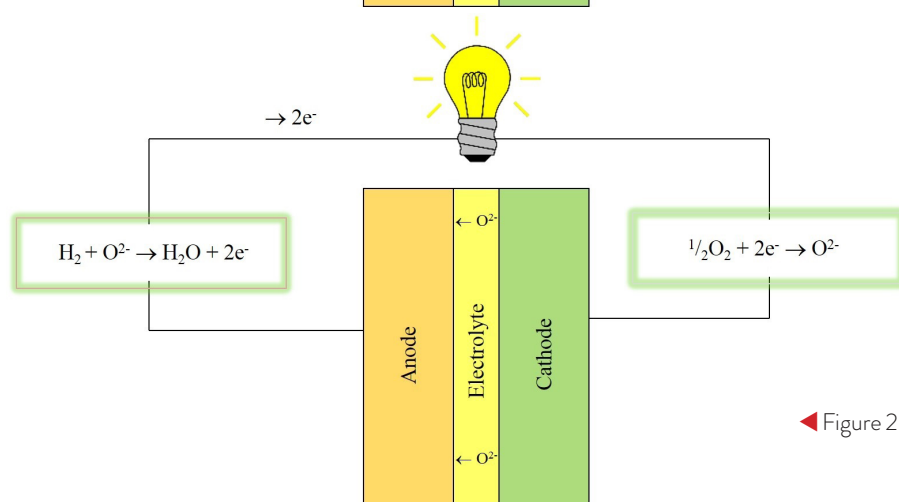 → 2e⁻
H₂ + O²⁻ → H₂O + 2e⁻
¹/₂O₂ + 2e⁻ → O²⁻
← O²⁻
Anode
Electrolyte
Cathode
← O²⁻
◀ Figure 2